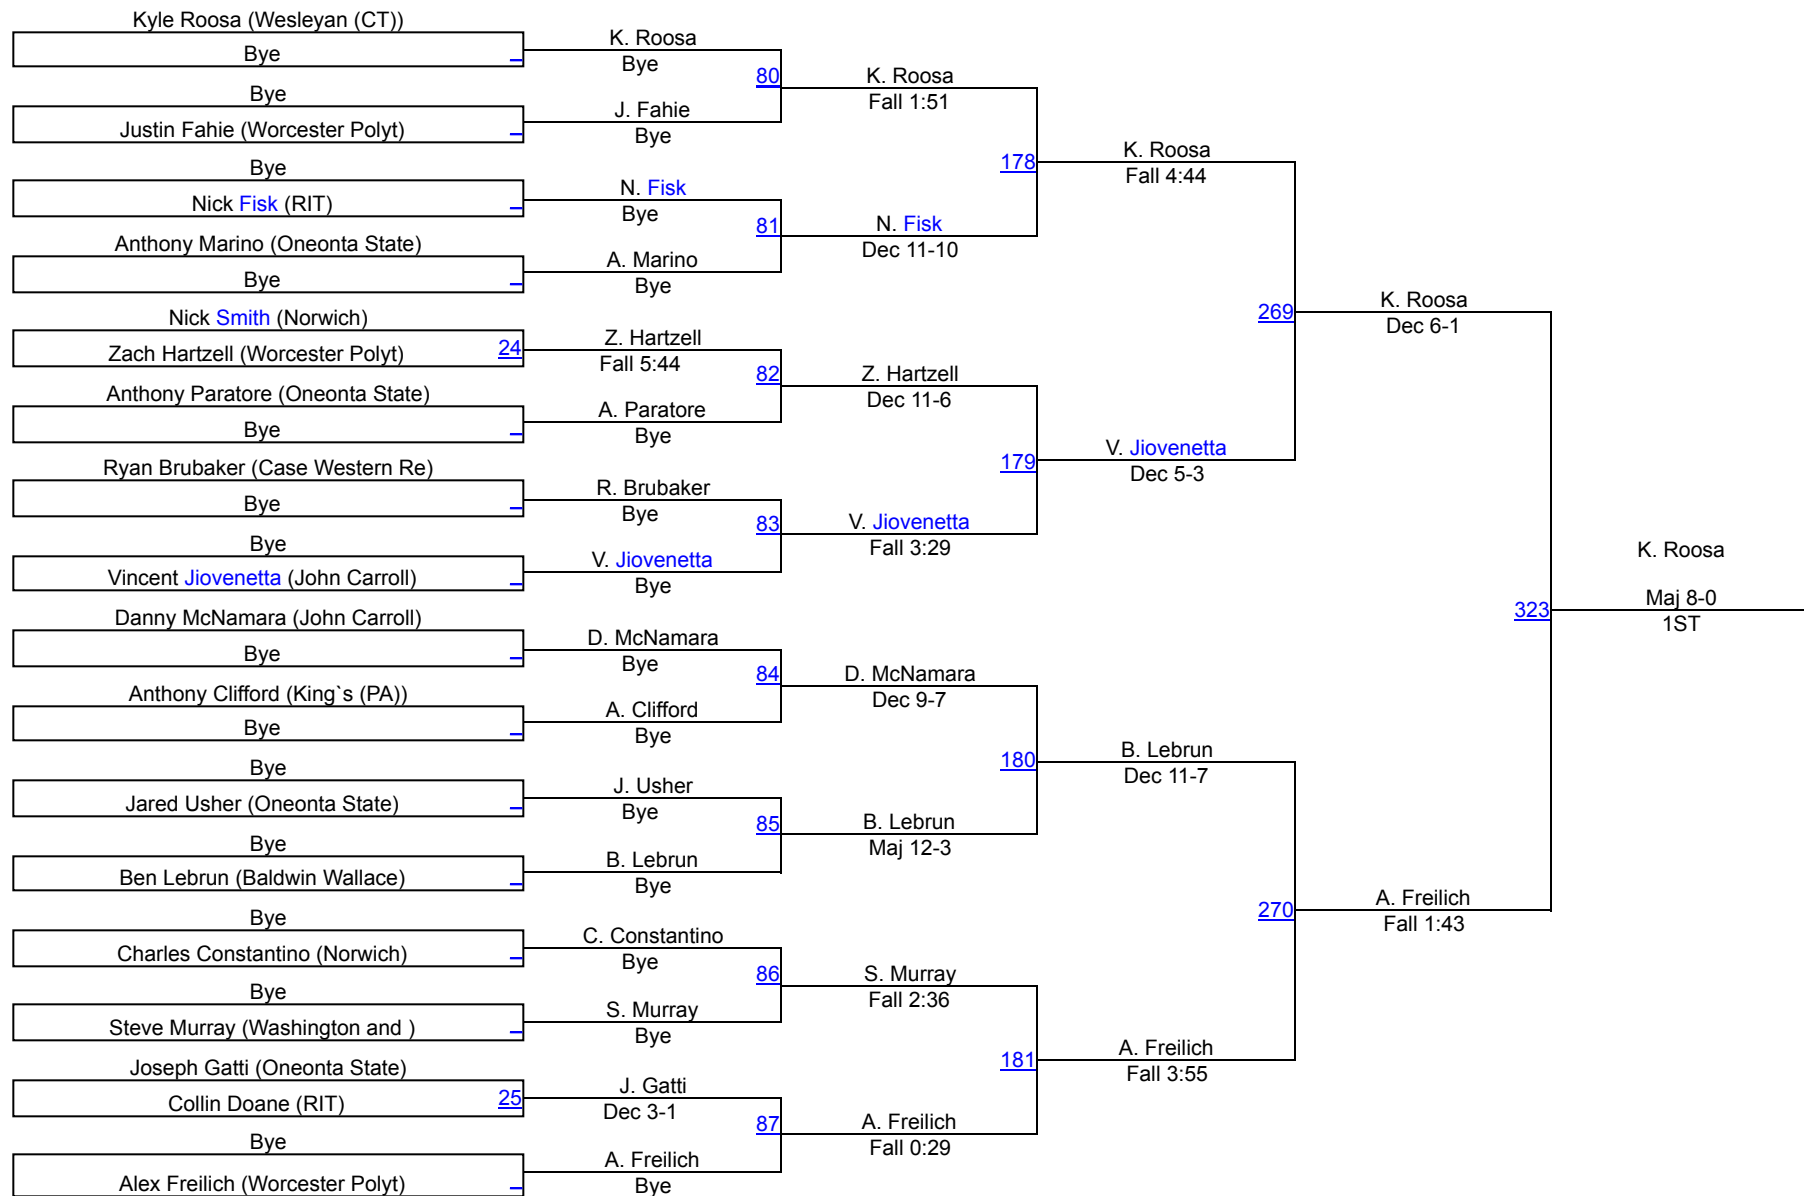 Kyle Roosa (Wesleyan (CT))
Bye
Bye
Justin Fahie (Worcester Polyt)
Bye
Nick Fisk (RIT)
Anthony Marino (Oneonta State)
Bye
Nick Smith (Norwich)
Zach Hartzell (Worcester Polyt)
24
Anthony Paratore (Oneonta State)
Bye
Ryan Brubaker (Case Western Re)
Bye
Bye
Vincent Jiovenetta (John Carroll)
Danny McNamara (John Carroll)
Bye
Anthony Clifford (King`s (PA))
Bye
Bye
Jared Usher (Oneonta State)
Bye
Ben Lebrun (Baldwin Wallace)
Bye
Charles Constantino (Norwich)
Bye
Steve Murray (Washington and )
Joseph Gatti (Oneonta State)
Collin Doane (RIT)
25
Bye
Alex Freilich (Worcester Polyt)
K. Roosa
Bye
80
J. Fahie
Bye
N. Fisk
Bye
81
A. Marino
Bye
Z. Hartzell
Fall 5:44
82
A. Paratore
Bye
R. Brubaker
Bye
83
V. Jiovenetta
Bye
D. McNamara
Bye
84
A. Clifford
Bye
J. Usher
Bye
85
B. Lebrun
Bye
C. Constantino
Bye
86
S. Murray
Bye
J. Gatti
Dec 3-1
87
A. Freilich
Bye
K. Roosa
Fall 1:51
178
N. Fisk
Dec 11-10
Z. Hartzell
Dec 11-6
179
V. Jiovenetta
Fall 3:29
D. McNamara
Dec 9-7
180
B. Lebrun
Maj 12-3
S. Murray
Fall 2:36
181
A. Freilich
Fall 0:29
K. Roosa
Fall 4:44
269
V. Jiovenetta
Dec 5-3
B. Lebrun
Dec 11-7
270
A. Freilich
Fall 3:55
K. Roosa
Dec 6-1
323
A. Freilich
Fall 1:43
K. Roosa
Maj 8-0
1ST